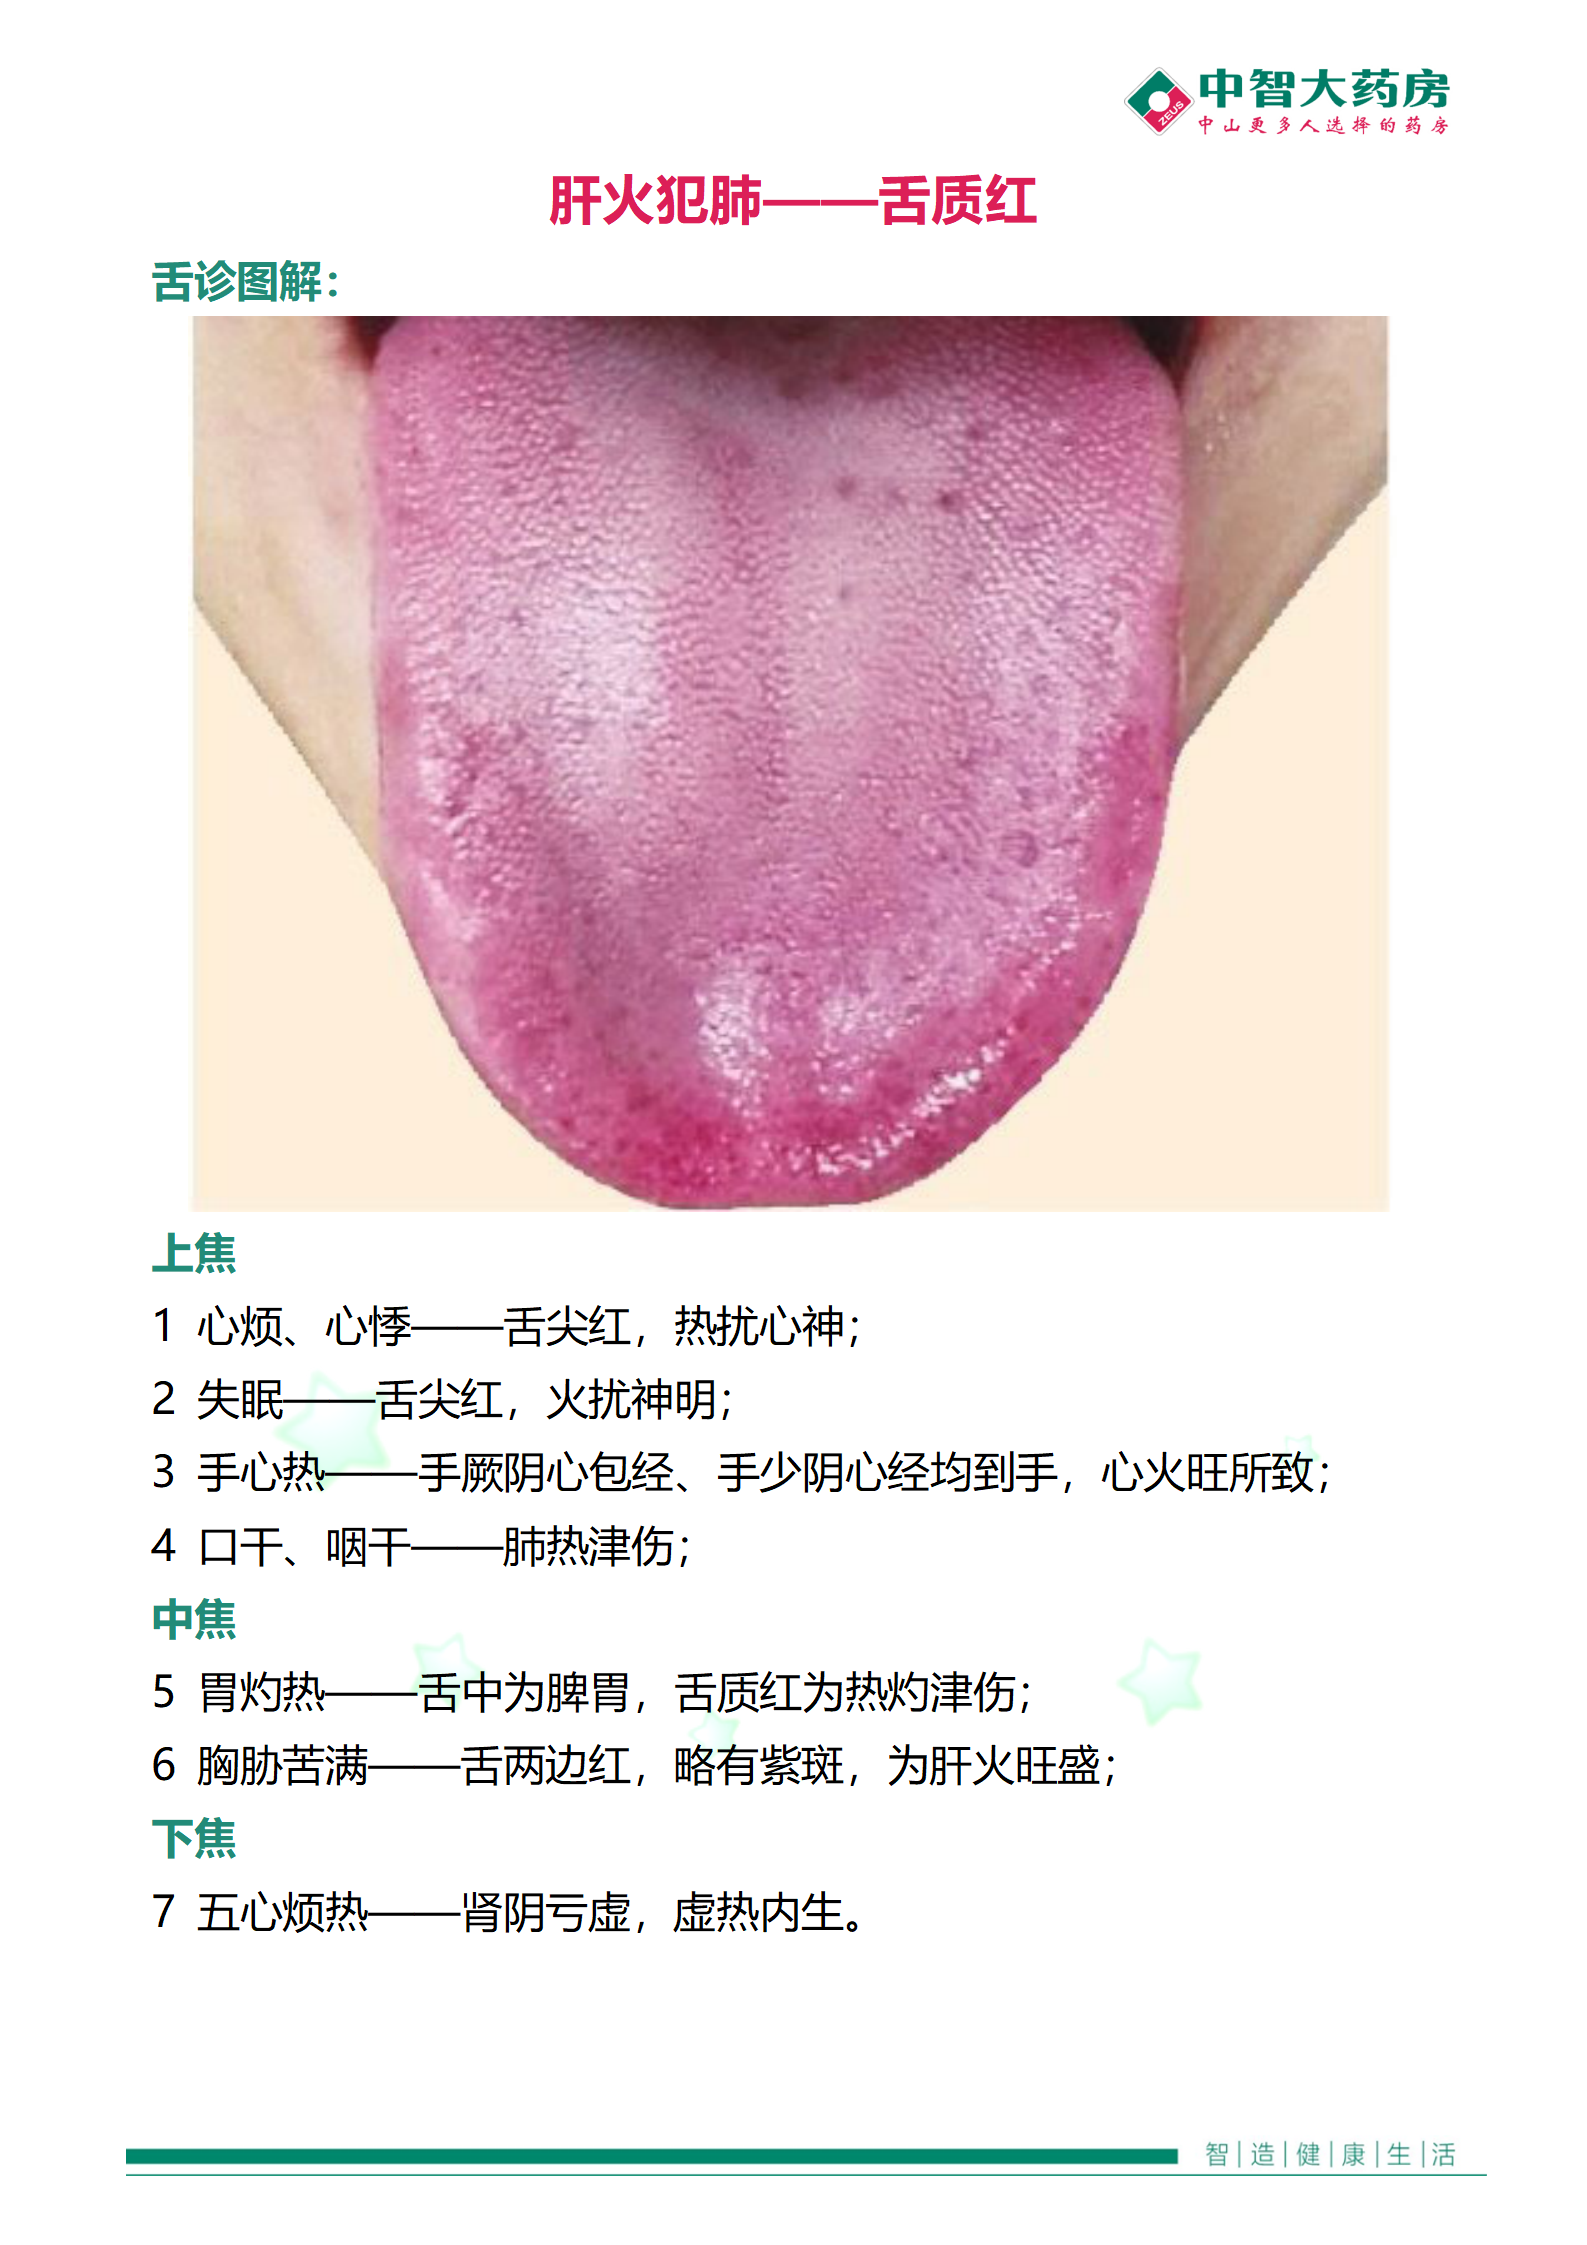 中智大药房
ZEUS
中山更多人选择的药房
肝火犯肺——舌质红
舌诊图解：
上焦
1 心烦、心悸——舌尖红，热扰心神；
2 失眠——舌尖红，火扰神明；
3 手心热——手厥阴心包经、手少阴心经均到手，心火旺所致；
4 口干、咽干——肺热津伤；
中焦
5 胃灼热——舌中为脾胃，舌质红为热灼津伤；
6 胸胁苦满——舌两边红，略有紫斑，为肝火旺盛；
下焦
7 五心烦热——肾阴亏虚，虚热内生。
智|造|健|康|生|活